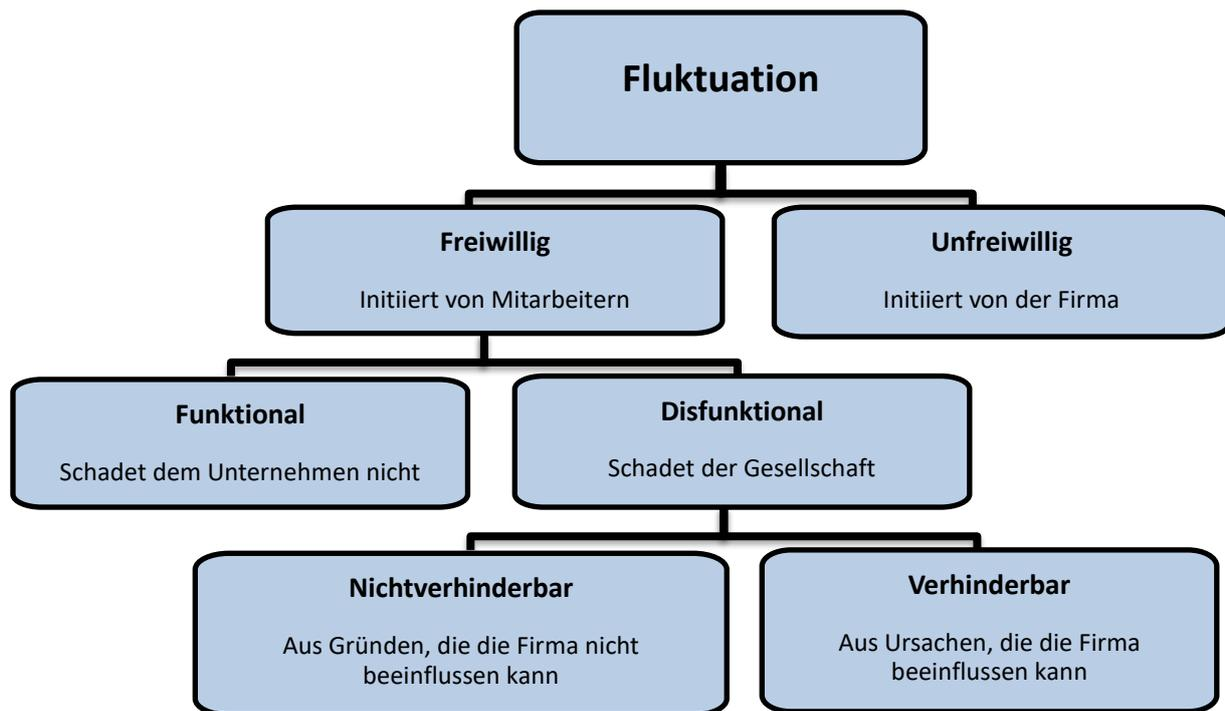 Fluktuation
Freiwillig
Initiiert von Mitarbeitern
Unfreiwillig
Initiiert von der Firma
Funktional
Schadet dem Unternehmen nicht
Disfunktional
Schadet der Gesellschaft
Nichtverhinderbar
Aus Gründen, die die Firma nicht
beeinflussen kann
Verhinderbar
Aus Ursachen, die die Firma
beeinflussen kann